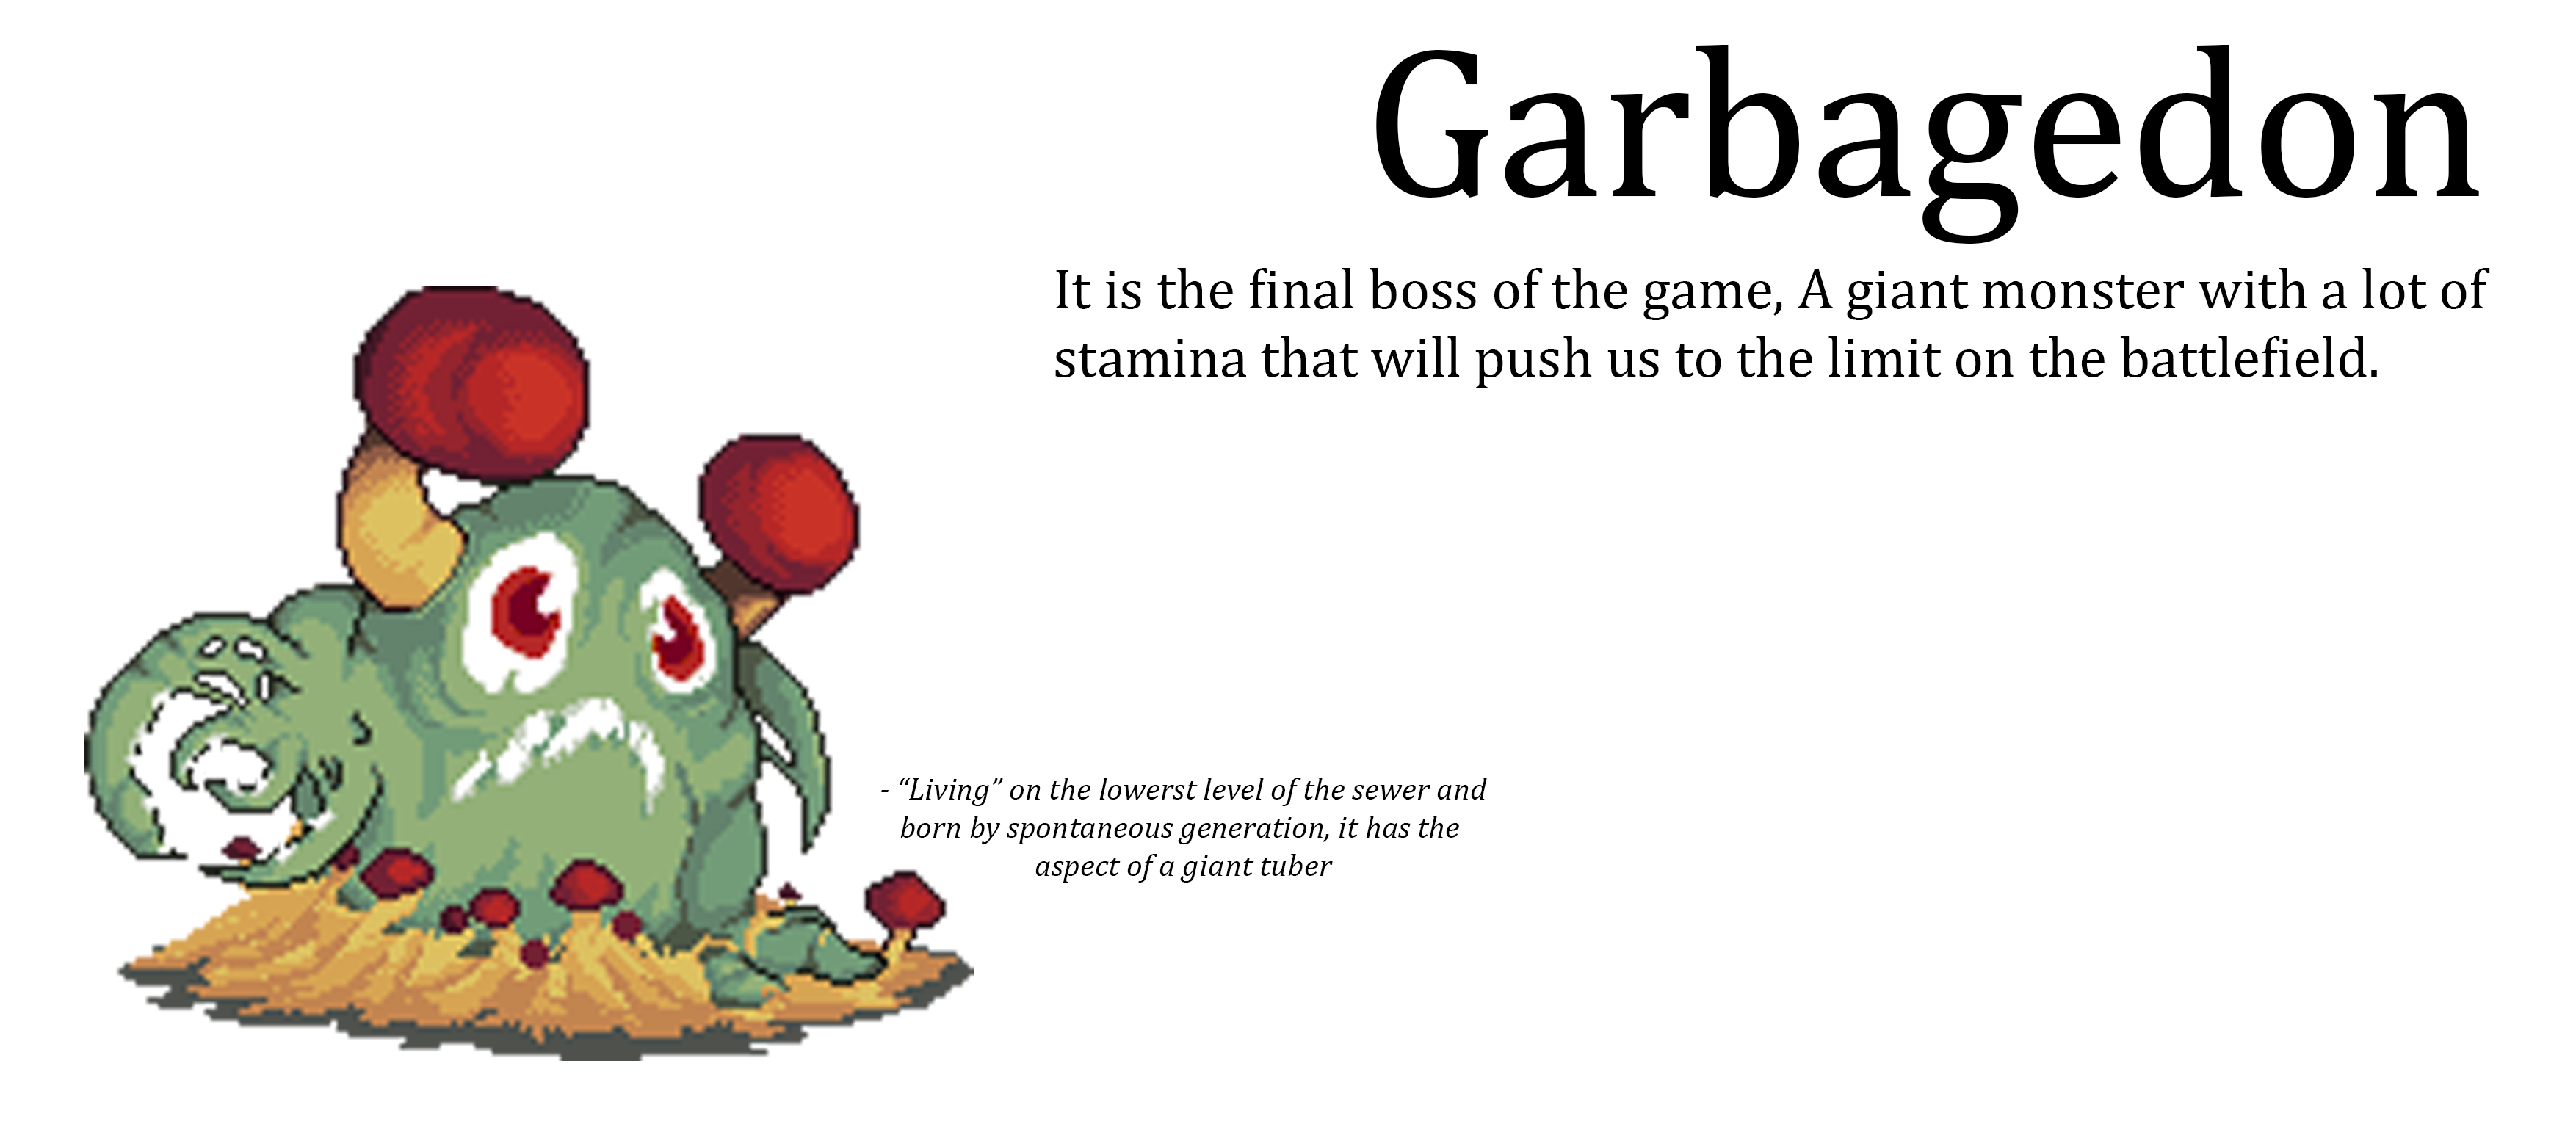 Garbagedon
It is the final boss of the game, A giant monster with a lot of
stamina that will push us to the limit on the battlefield.
- “Living” on the lowerst level of the sewer and
born by spontaneous generation, it has the
aspect of a giant tuber